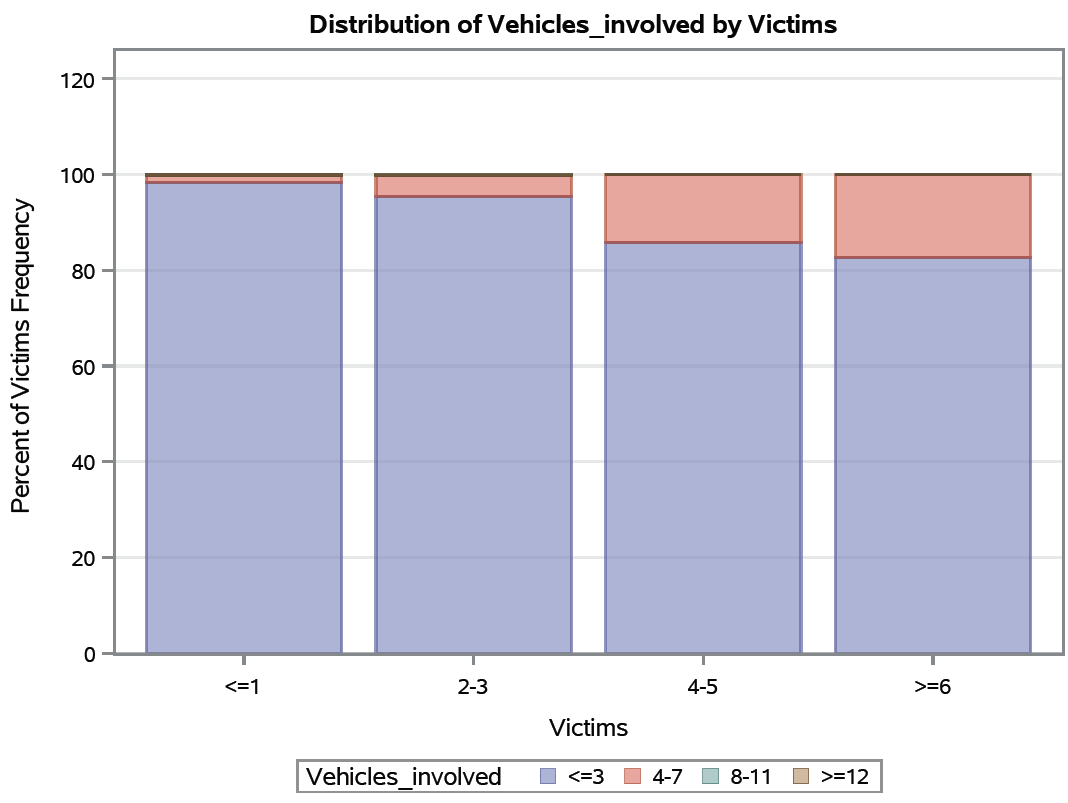 Distribution of Vehicles_involved by Victims
Percent of Victims Frequency
120
100
80
60
40
20
0
<=1 2-3 4-5 >=6
Victims
Vehicles_involved <=3 4-7 8-11 >=12